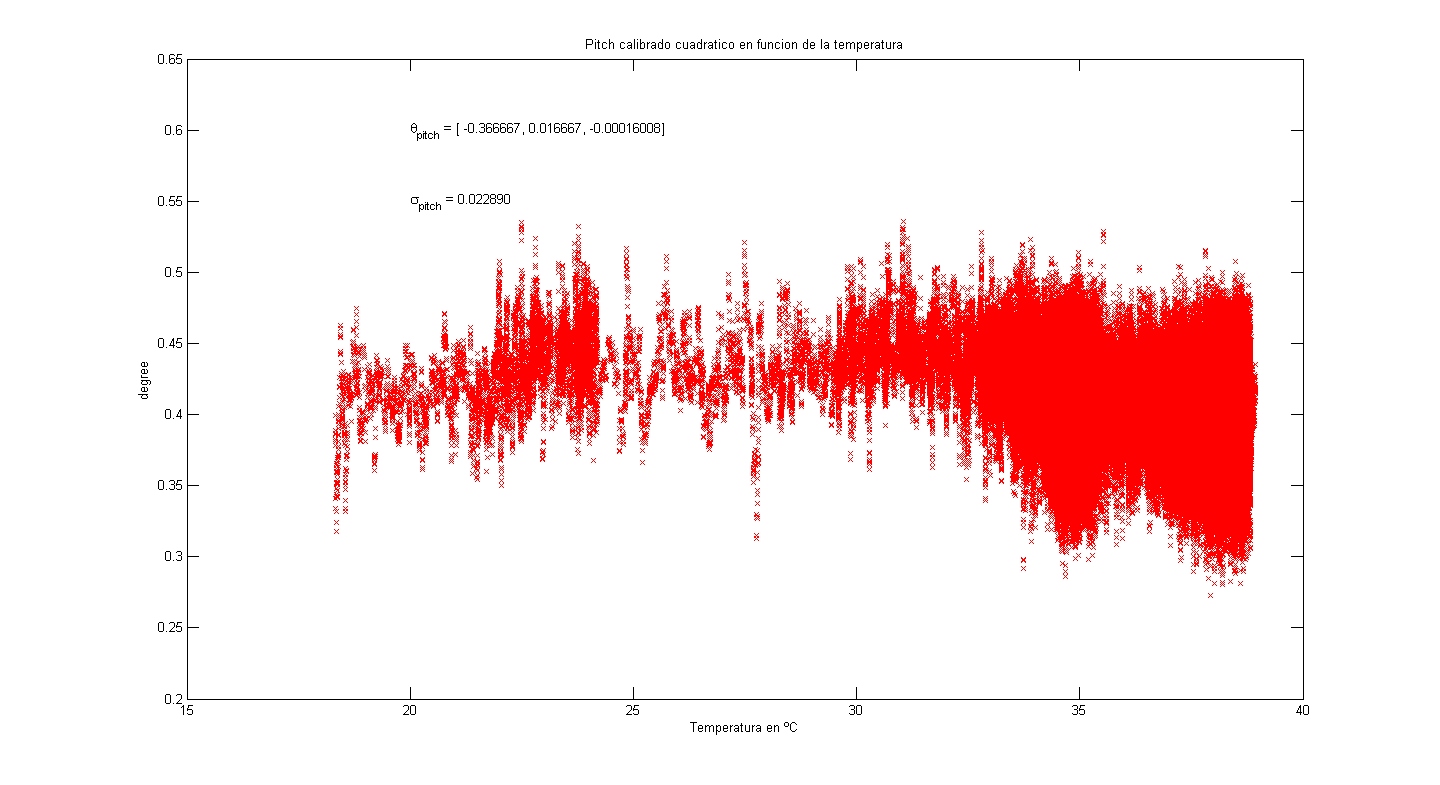 Pitch calibrado cuadratico en funcion de la temperatura
0.65
0.6
0.55
0.5
0.45
0.4
0.35
0.3
0.25
0.2
degree
θpitch = [ -0.366667, 0.016667, -0.00016008]
σpitch = 0.022890
15 20 25 30 35 40
Temperatura en ºC